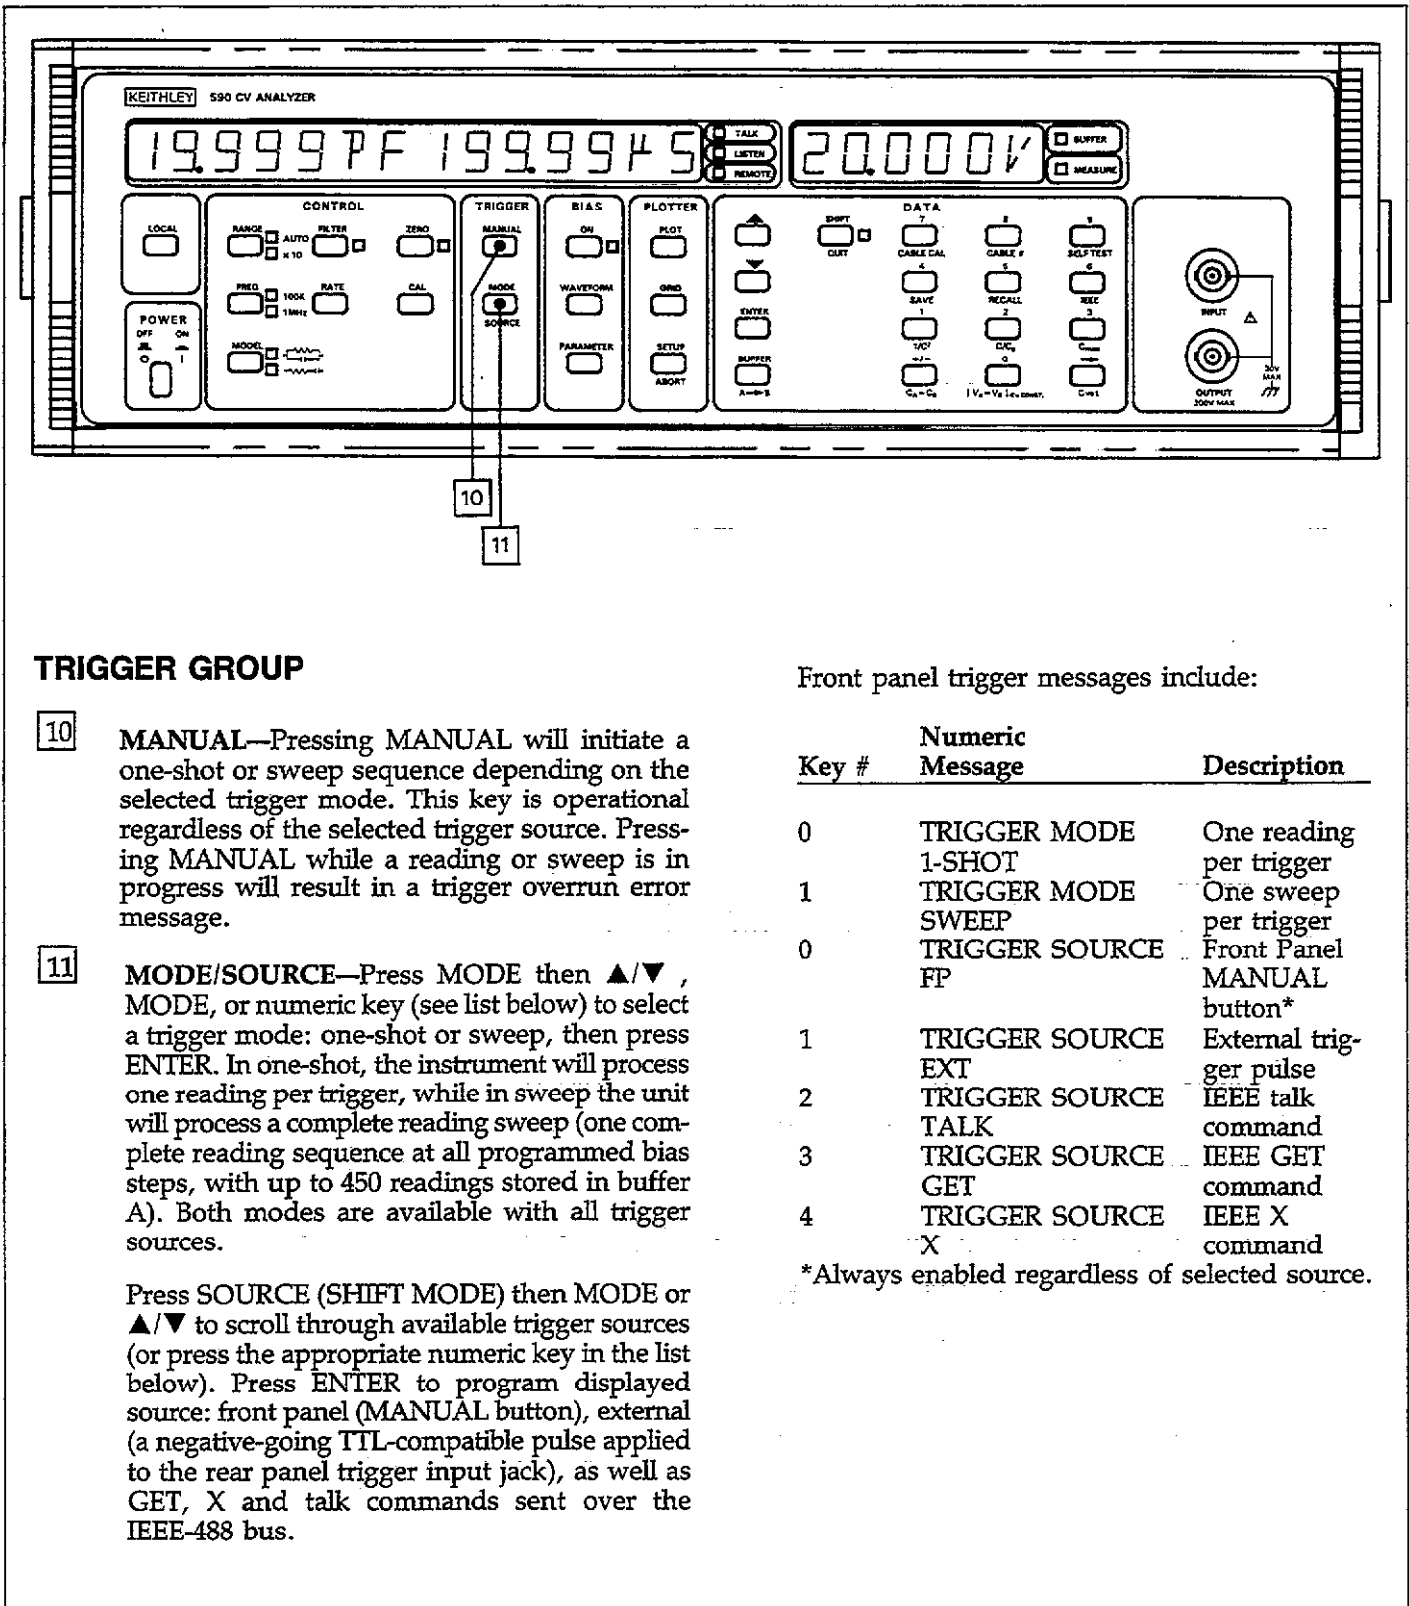 KEITHLEY 590 CV ANALYZER
19.999PF 199.99µS
TALK
LISTEN
REMOTE
20.000V
BUFFER
MEASURE
LOCAL
POWER
OFF ON
O I
CONTROL
RANGE AUTO FILTER ZERO
X 10
FREQ 100K RATE CAL
1MHz
MODEL
TRIGGER
MANUAL
MODE
SOURCE
BIAS
ON
WAVEFORM
PARAMETER
PLOTTER
PLOT
GRID
SETUP
ABORT
DATA
SHIFT 7 8 9
QUIT CABLE CAL CABLE # SELF TEST
4 5 6
SAVE RECALL IEEE
ENTER 1 2 3
1/C² C/C₀ Cmax
BUFFER +/- 0
A→B CA-CB [VA-VB]C=CONST. C vs t
INPUT
30V
MAX
OUTPUT
200V MAX
10
11
TRIGGER GROUP
10
MANUAL—Pressing MANUAL will initiate a
one-shot or sweep sequence depending on the
selected trigger mode. This key is operational
regardless of the selected trigger source. Press-
ing MANUAL while a reading or sweep is in
progress will result in a trigger overrun error
message.
11
MODE/SOURCE—Press MODE then ▲/▼ ,
MODE, or numeric key (see list below) to select
a trigger mode: one-shot or sweep, then press
ENTER. In one-shot, the instrument will process
one reading per trigger, while in sweep the unit
will process a complete reading sweep (one com-
plete reading sequence at all programmed bias
steps, with up to 450 readings stored in buffer
A). Both modes are available with all trigger
sources.
Press SOURCE (SHIFT MODE) then MODE or
▲/▼ to scroll through available trigger sources
(or press the appropriate numeric key in the list
below). Press ENTER to program displayed
source: front panel (MANUAL button), external
(a negative-going TTL-compatible pulse applied
to the rear panel trigger input jack), as well as
GET, X and talk commands sent over the
IEEE-488 bus.
Front panel trigger messages include:
Numeric
Key # Message Description
0 TRIGGER MODE One reading
1-SHOT per trigger
1 TRIGGER MODE One sweep
SWEEP per trigger
0 TRIGGER SOURCE Front Panel
FP MANUAL
button*
1 TRIGGER SOURCE External trig-
EXT ger pulse
2 TRIGGER SOURCE IEEE talk
TALK command
3 TRIGGER SOURCE IEEE GET
GET command
4 TRIGGER SOURCE IEEE X
X command
*Always enabled regardless of selected source.